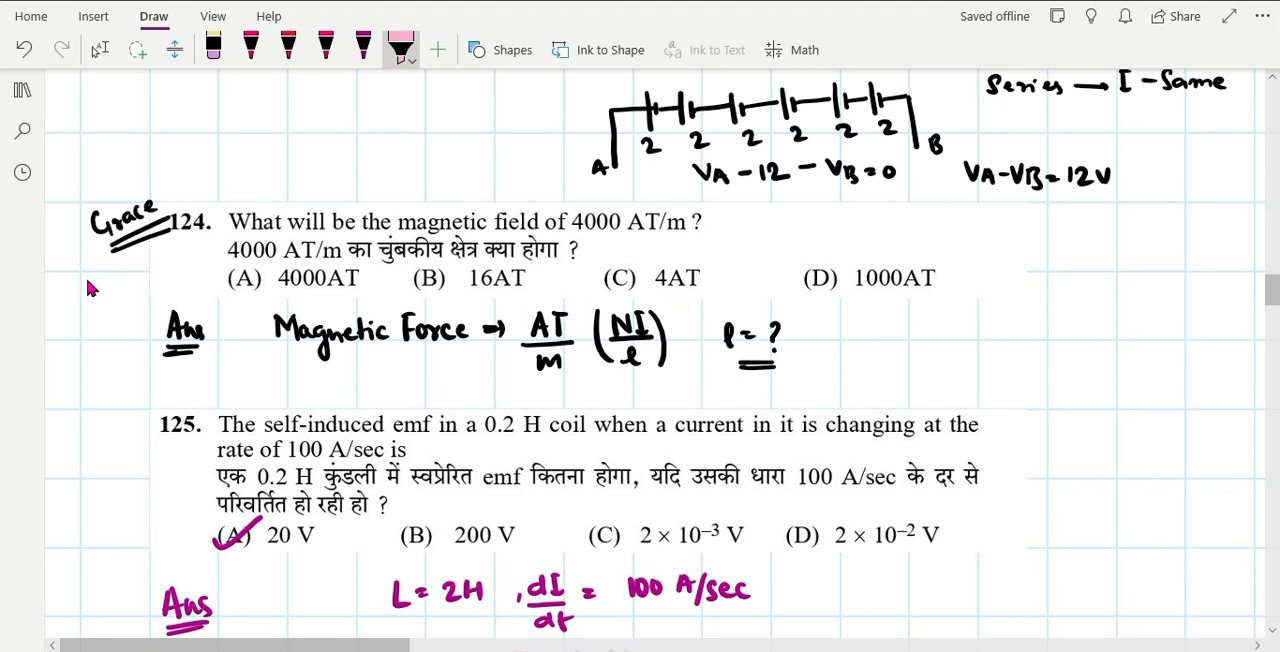 Home Insert Draw View Help Saved offline Share
Shapes Ink to Shape Ink to Text Math
Series → I - Same
2 2 2 2 2 2
A B
VA - 12 - VB = 0 VA - VB = 12V
Grace
124. What will be the magnetic field of 4000 AT/m ?
4000 AT/m का चुंबकीय क्षेत्र क्या होगा ?
(A) 4000AT (B) 16AT (C) 4AT (D) 1000AT
Ans Magnetic Force ⇒ AT/m (NI/l) l = ?
125. The self-induced emf in a 0.2 H coil when a current in it is changing at the
rate of 100 A/sec is
एक 0.2 H कुंडली में स्वप्रेरित emf कितना होगा, यदि उसकी धारा 100 A/sec के दर से
परिवर्तित हो रही हो ?
(A) 20 V (B) 200 V (C) 2 × 10⁻³ V (D) 2 × 10⁻² V
Ans L = 2H , dI/dt = 100 A/sec